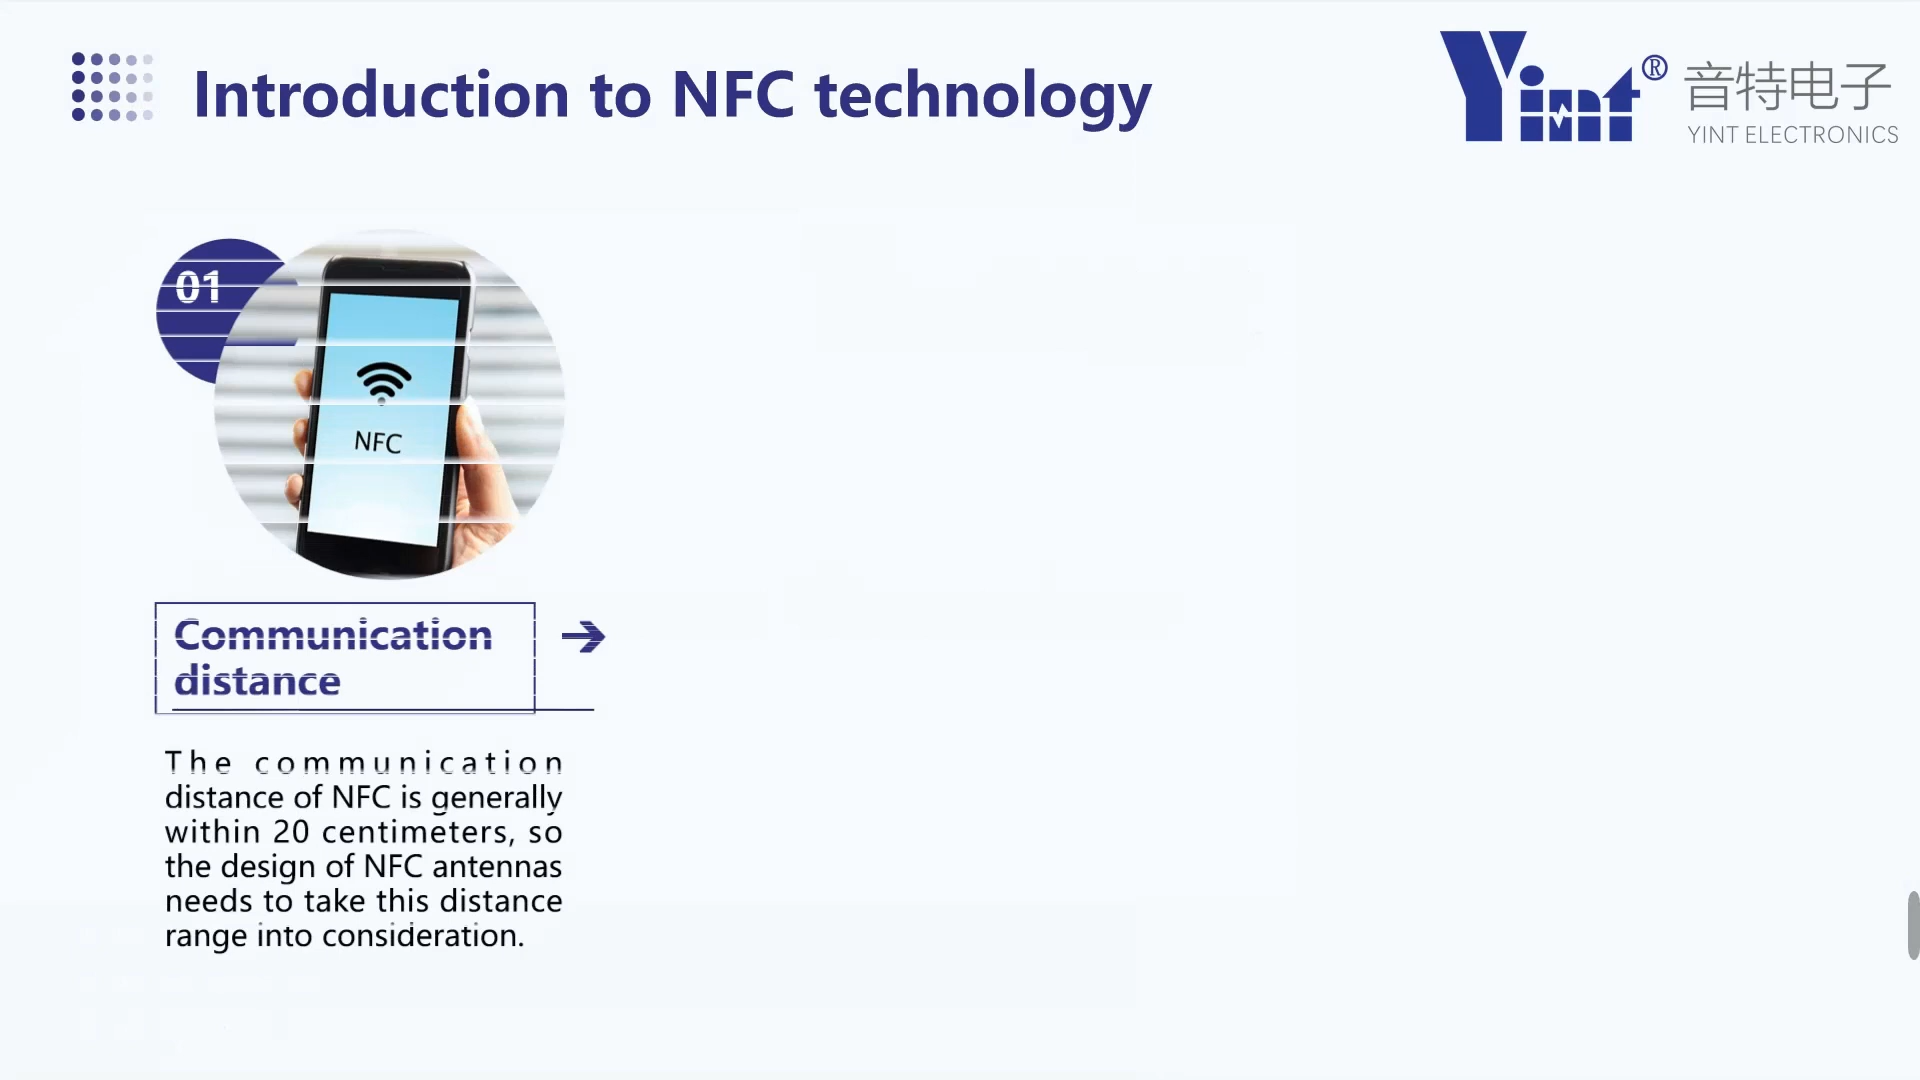 Introduction to NFC technology
Yint®
音特电子
YINT ELECTRONICS
01
NFC
Communication
distance
The communication
distance of NFC is generally
within 20 centimeters, so
the design of NFC antennas
needs to take this distance
range into consideration.